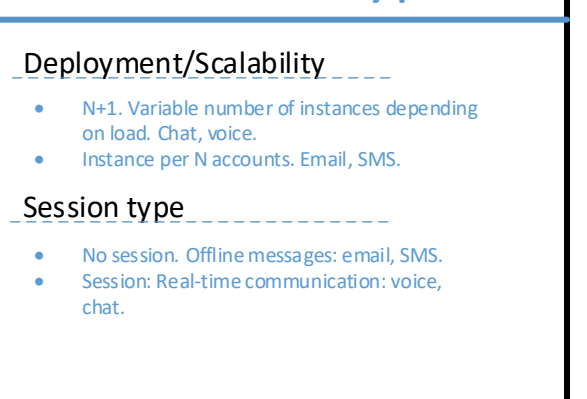 Deployment/Scalability
• N+1. Variable number of instances depending
on load. Chat, voice.
• Instance per N accounts. Email, SMS.
Session type
• No session. Offline messages: email, SMS.
• Session: Real-time communication: voice,
chat.